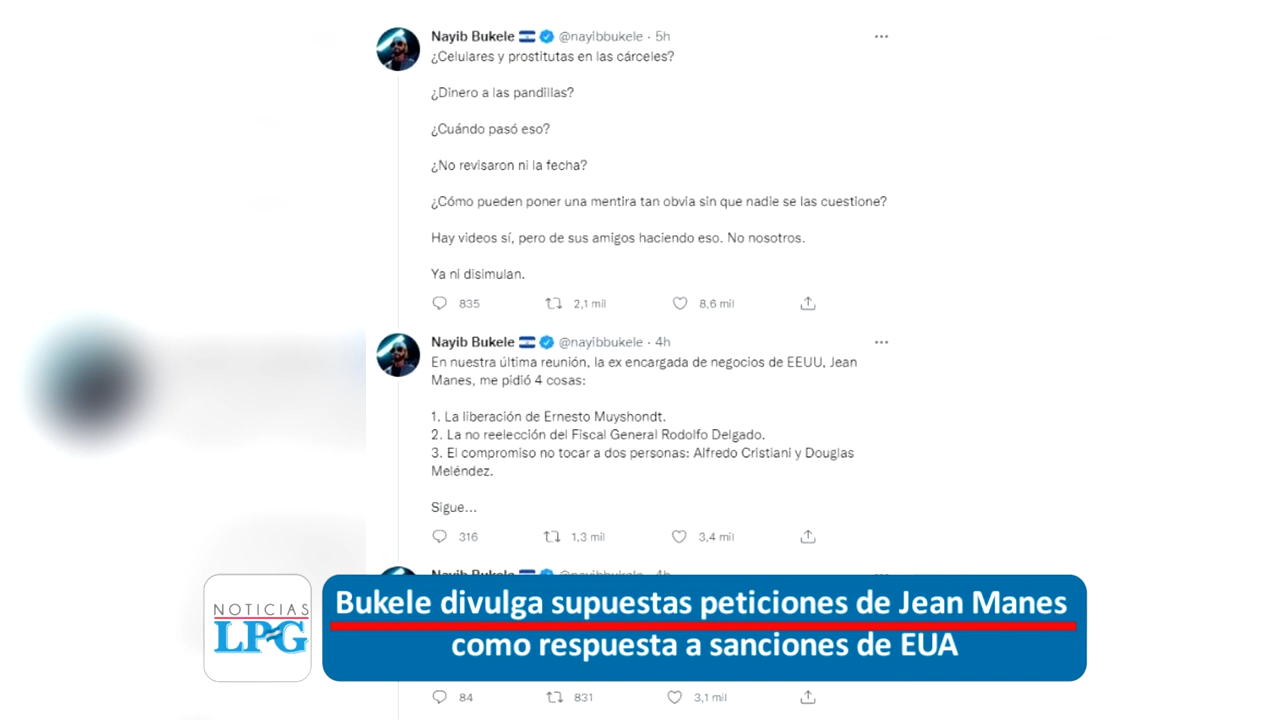 Nayib Bukele @nayibbukele · 5h
¿Celulares y prostitutas en las cárceles?
¿Dinero a las pandillas?
¿Cuándo pasó eso?
¿No revisaron ni la fecha?
¿Cómo pueden poner una mentira tan obvia sin que nadie se las cuestione?
Hay videos sí, pero de sus amigos haciendo eso. No nosotros.
Ya ni disimulan.
835 2,1 mil 8,6 mil
Nayib Bukele @nayibbukele · 4h
En nuestra última reunión, la ex encargada de negocios de EEUU, Jean
Manes, me pidió 4 cosas:
1. La liberación de Ernesto Muyshondt.
2. La no reelección del Fiscal General Rodolfo Delgado.
3. El compromiso no tocar a dos personas: Alfredo Cristiani y Douglas
Meléndez.
Sigue...
316 1,3 mil 3,4 mil
Nayib Bukele @nayibbukele · 4h
NOTICIAS
LPG
Bukele divulga supuestas peticiones de Jean Manes
como respuesta a sanciones de EUA
84 831 3,1 mil